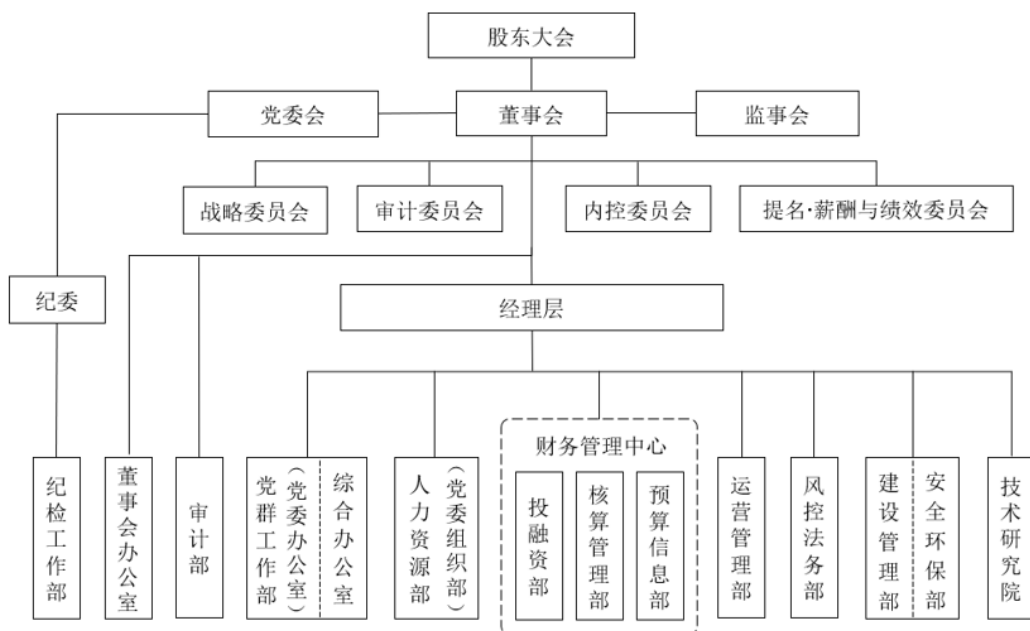 股东大会
党委会
董事会
监事会
战略委员会
审计委员会
内控委员会
提名·薪酬与绩效委员会
纪委
经理层
财务管理中心
纪检工作部
董事会办公室
审计部
党群工作部
(党委办公室)
综合办公室
人力资源部
(党委组织部)
投融资部
核算管理部
预算信息部
运营管理部
风控法务部
建设管理部
安全环保部
技术研究院